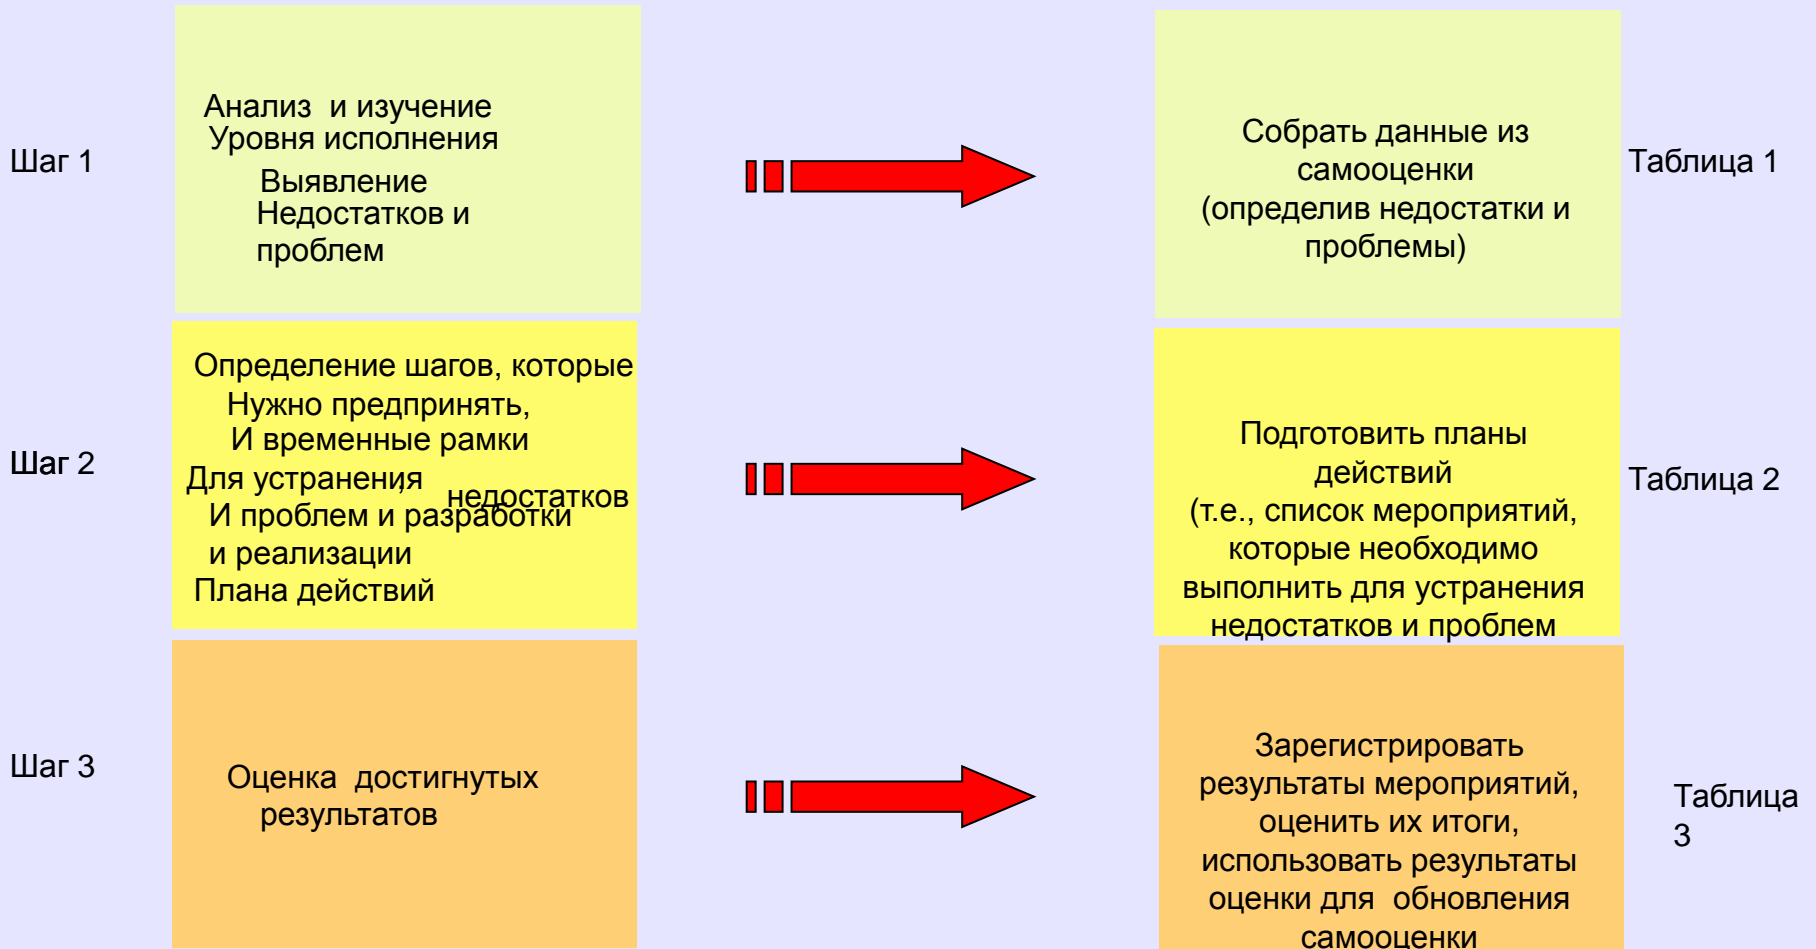 Шаг 1
Анализ и изучение
Уровня исполнения
Выявление
Недостатков и
проблем
Собрать данные из
самооценки
(определив недостатки и
проблемы)
Таблица 1
Шаг 2
Определение шагов, которые
Нужно предпринять,
И временные рамки
Для устранения
недостатков
И проблем и разработки
и реализации
Плана действий
Подготовить планы
действий
(т.е., список мероприятий,
которые необходимо
выполнить для устранения
недостатков и проблем
Таблица 2
Шаг 3
Оценка достигнутых
результатов
Зарегистрировать
результаты мероприятий,
оценить их итоги,
использовать результаты
оценки для обновления
самооценки
Таблица
3